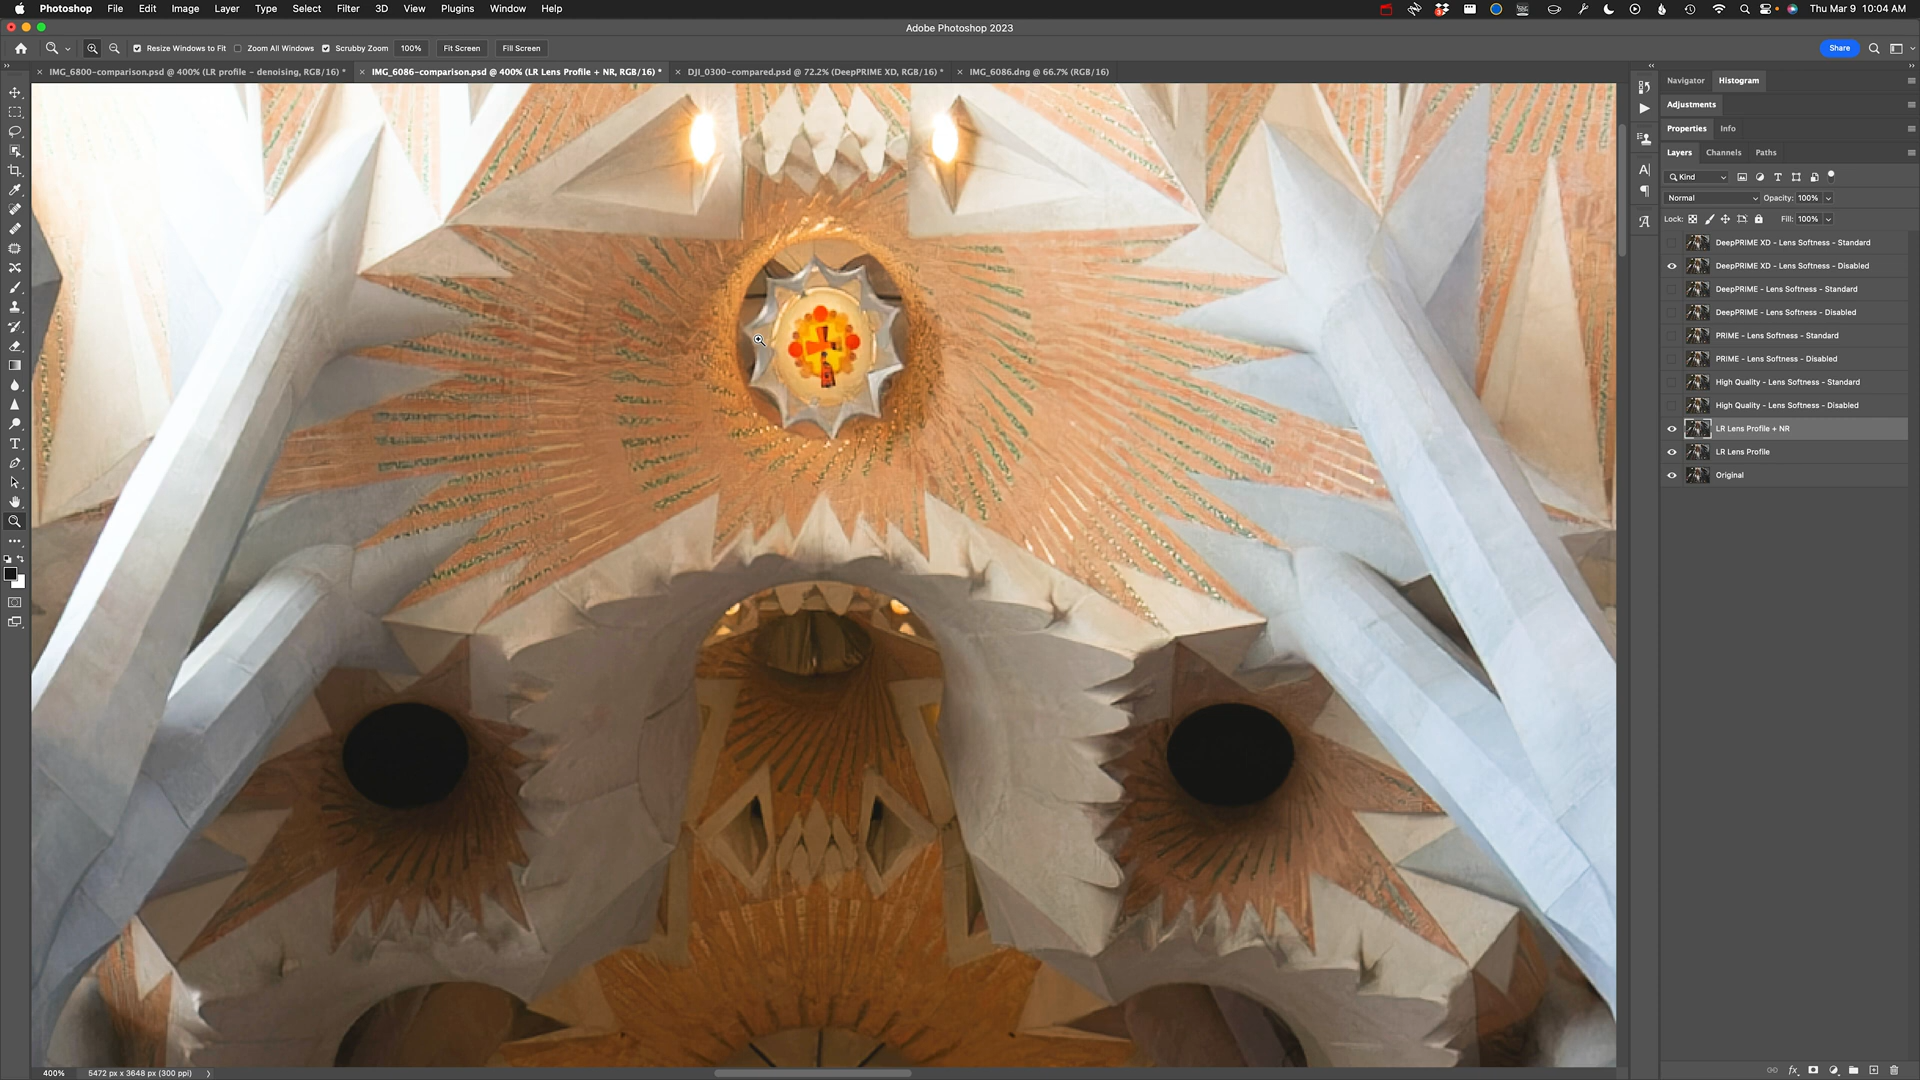 Photoshop File Edit Image Layer Type Select Filter 3D View Plugins Window Help
3
Thu Mar 9 10:04 AM
Adobe Photoshop 2023
Resize Windows to Fit Zoom All Windows Scrubby Zoom 100% Fit Screen Fill Screen
Share
IMG_6800-comparison.psd @ 400% (LR profile - denoising, RGB/16) *
IMG_6086-comparison.psd @ 400% (LR Lens Profile + NR, RGB/16) *
DJI_0300-compared.psd @ 72.2% (DeepPRIME XD, RGB/16) *
IMG_6086.dng @ 66.7% (RGB/16)
Navigator Histogram
Adjustments
Properties Info
Layers Channels Paths
Kind
Normal Opacity: 100%
Lock: Fill: 100%
DeepPRIME XD - Lens Softness - Standard
DeepPRIME XD - Lens Softness - Disabled
DeepPRIME - Lens Softness - Standard
DeepPRIME - Lens Softness - Disabled
PRIME - Lens Softness - Standard
PRIME - Lens Softness - Disabled
High Quality - Lens Softness - Standard
High Quality - Lens Softness - Disabled
LR Lens Profile + NR
LR Lens Profile
Original
400% 5472 px x 3648 px (300 ppi)